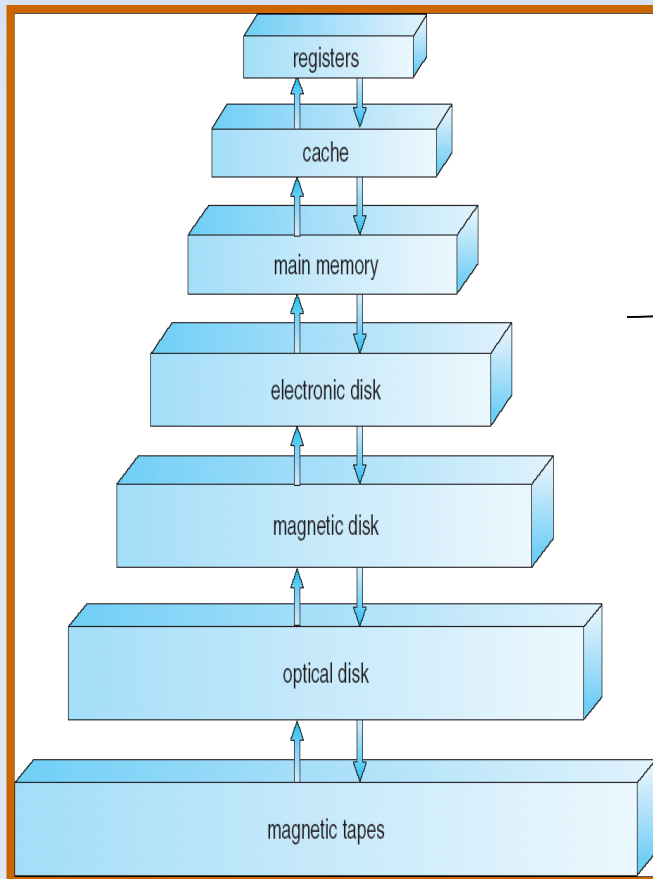 registers
cache
main memory
electronic disk
magnetic disk
optical disk
magnetic tapes